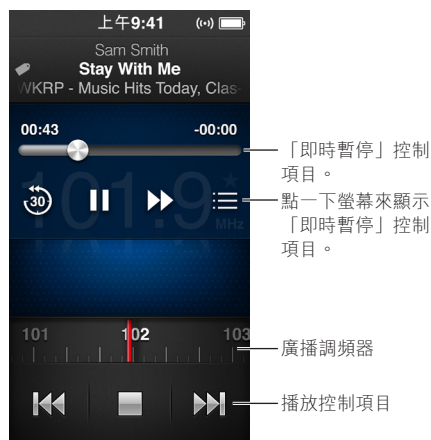 上午9:41
Sam Smith
Stay With Me
WKRP - Music Hits Today, Clas
00:43
-00:00
「即時暫停」控制
項目。
30
101.9
MHz
點一下螢幕來顯示
「即時暫停」控制
項目。
101 102 103
廣播調頻器
播放控制項目